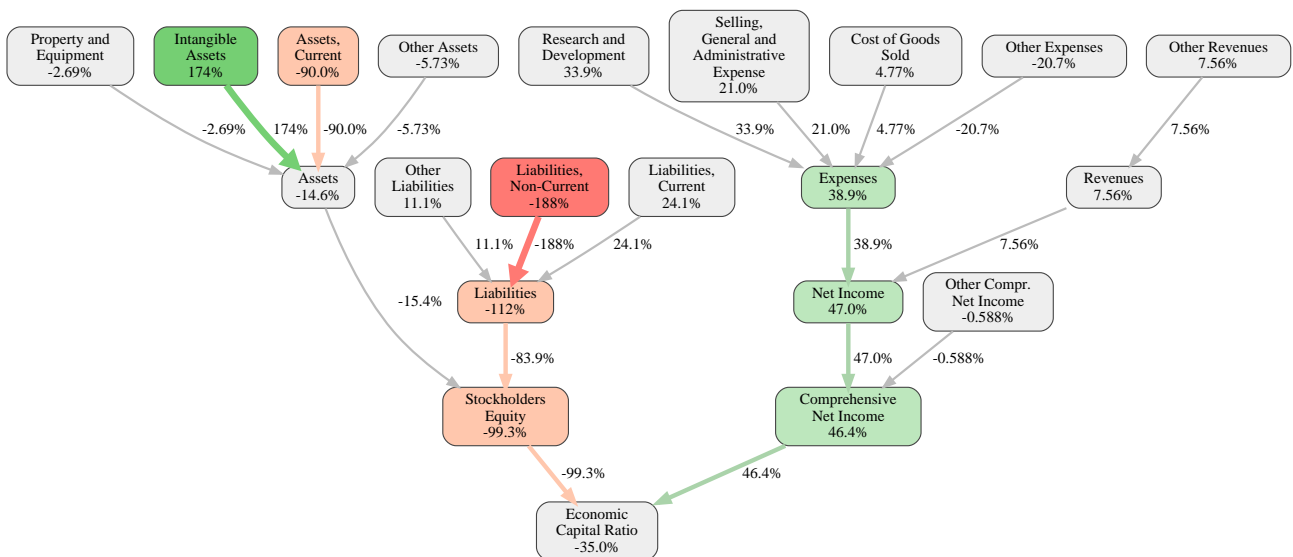 Property and
Equipment
-2.69%
Intangible
Assets
174%
Assets,
Current
-90.0%
Other Assets
-5.73%
Research and
Development
33.9%
Selling,
General and
Administrative
Expense
21.0%
Cost of Goods
Sold
4.77%
Other Expenses
-20.7%
Other Revenues
7.56%
-2.69%
174%
-90.0%
-5.73%
33.9%
21.0%
4.77%
-20.7%
7.56%
Assets
-14.6%
Other
Liabilities
11.1%
Liabilities,
Non-Current
-188%
Liabilities,
Current
24.1%
Expenses
38.9%
Revenues
7.56%
11.1%
-188%
24.1%
38.9%
7.56%
-15.4%
Liabilities
-112%
Net Income
47.0%
Other Compr.
Net Income
-0.588%
-83.9%
47.0%
-0.588%
Stockholders
Equity
-99.3%
Comprehensive
Net Income
46.4%
-99.3%
46.4%
Economic
Capital Ratio
-35.0%